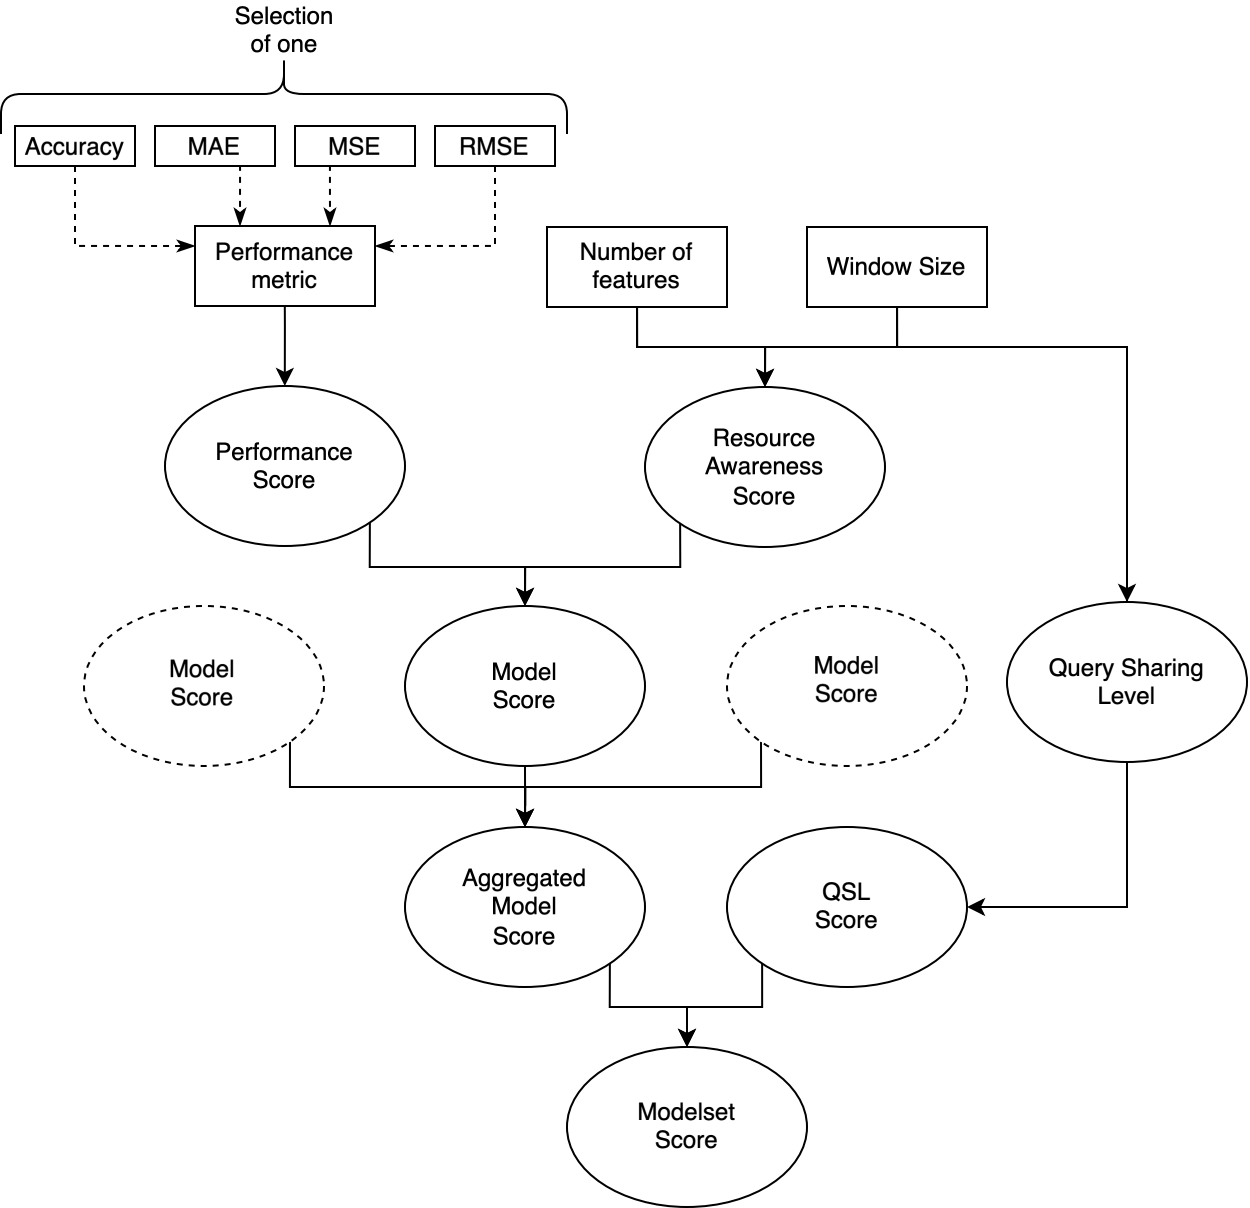 Selection
of one
Accuracy
MAE
MSE
RMSE
Performance
metric
Number of
features
Window Size
Performance
Score
Resource
Awareness
Score
Model
Score
Model
Score
Model
Score
Query Sharing
Level
Aggregated
Model
Score
QSL
Score
Modelset
Score